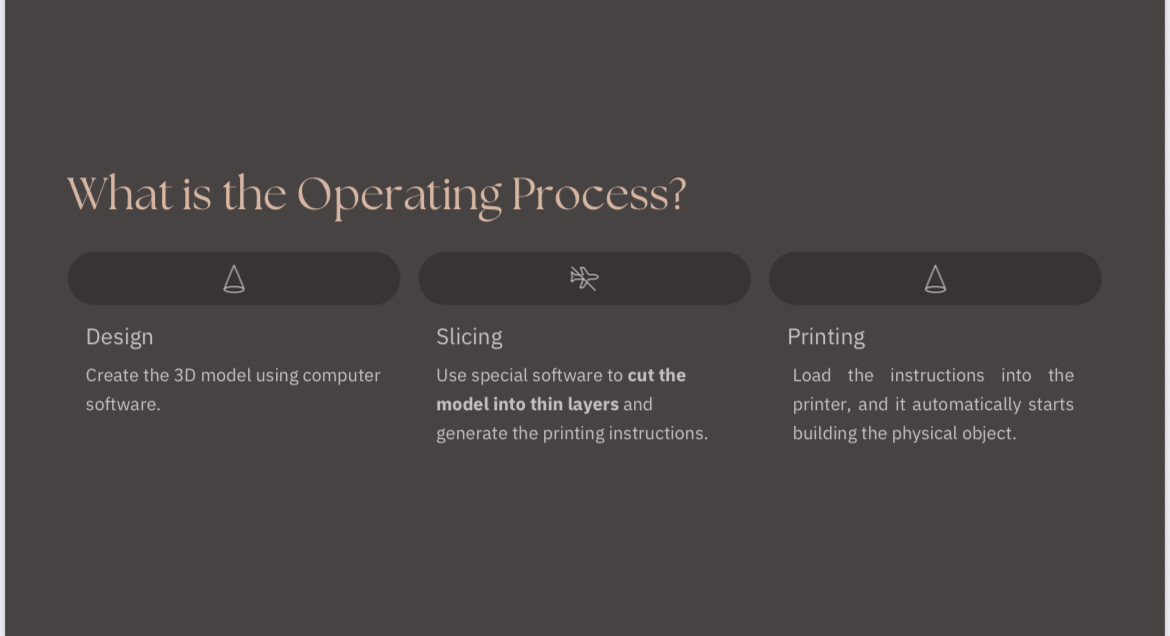 What is the Operating Process?
Design
Create the 3D model using computer
software.
Slicing
Use special software to cut the
model into thin layers and
generate the printing instructions.
Printing
Load the instructions into the
printer, and it automatically starts
building the physical object.